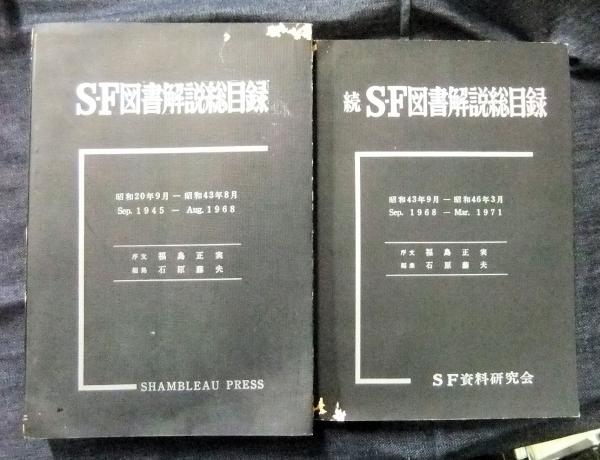 S-F図書解説総目録
昭和20年9月 — 昭和43年8月
Sep. 1945 — Aug. 1968
序文 福島正実
編集 石原藤夫
SHAMBLEAU PRESS
続 S-F図書解説総目録
昭和43年9月 — 昭和46年3月
Sep. 1968 — Mar. 1971
序文 福島正実
編集 石原藤夫
SF資料研究会